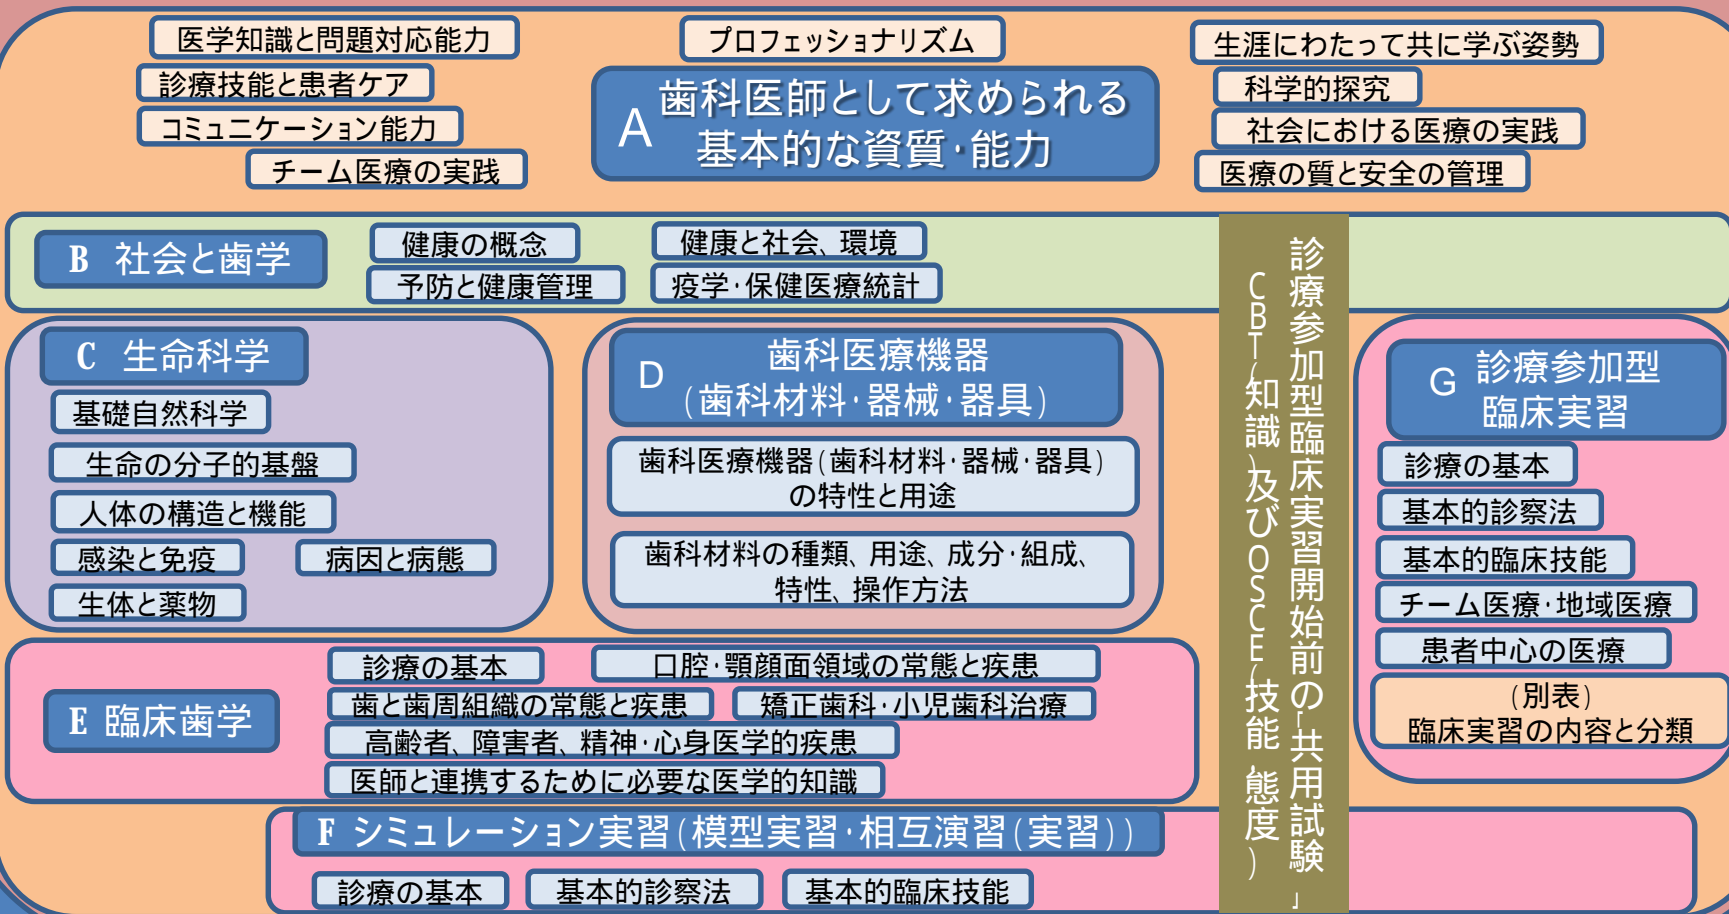 医学知識と問題対応能力
診療技能と患者ケア
コミュニケーション能力
チーム医療の実践
プロフェッショナリズム
A 歯科医師として求められる
基本的な資質・能力
生涯にわたって共に学ぶ姿勢
科学的探究
社会における医療の実践
医療の質と安全の管理
B 社会と歯学
健康の概念
健康と社会、環境
予防と健康管理
疫学・保健医療統計
C 生命科学
基礎自然科学
生命の分子的基盤
人体の構造と機能
感染と免疫
病因と病態
生体と薬物
D 歯科医療機器
(歯科材料・器械・器具)
歯科医療機器(歯科材料・器械・器具)
の特性と用途
歯科材料の種類、用途、成分・組成、
特性、操作方法
E 臨床歯学
診療の基本
口腔・顎顔面領域の常態と疾患
歯と歯周組織の常態と疾患
矯正歯科・小児歯科治療
高齢者、障害者、精神・心身医学的疾患
医師と連携するために必要な医学的知識
F シミュレーション実習(模型実習・相互演習(実習))
診療の基本
基本的診察法
基本的臨床技能
診療参加型臨床実習開始前の「共用試験」
CBT(知識)及びOSCE(技能、態度)
G 診療参加型
臨床実習
診療の基本
基本的診察法
基本的臨床技能
チーム医療・地域医療
患者中心の医療
(別表)
臨床実習の内容と分類